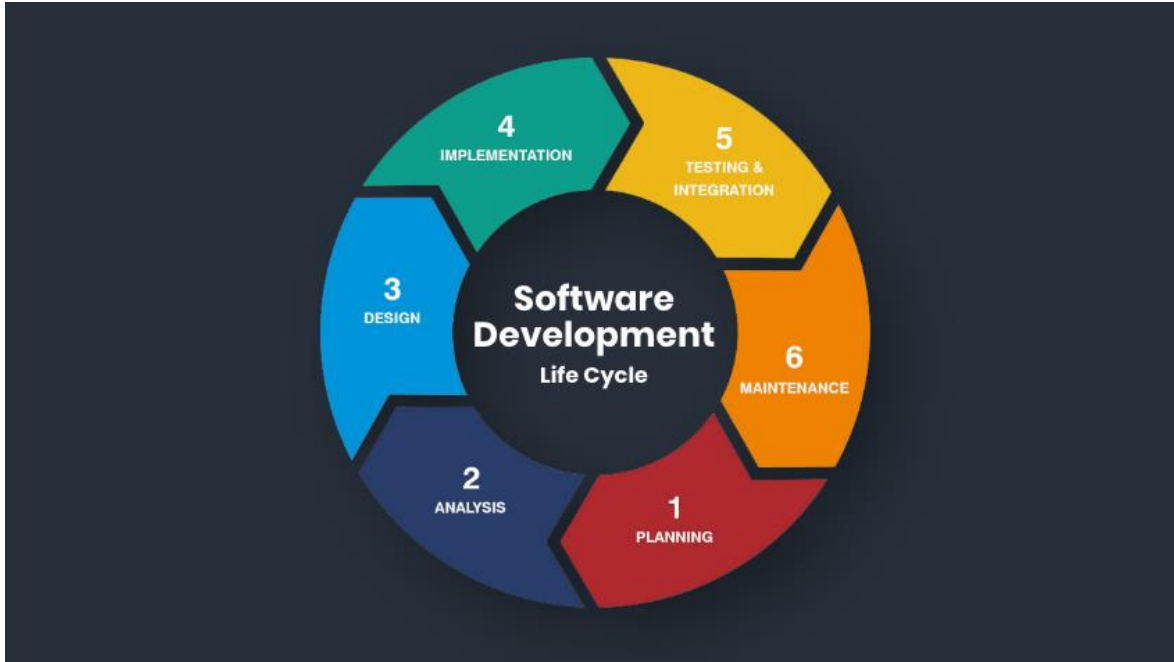 Software
Development
Life Cycle
1
PLANNING
2
ANALYSIS
3
DESIGN
4
IMPLEMENTATION
5
TESTING &
INTEGRATION
6
MAINTENANCE